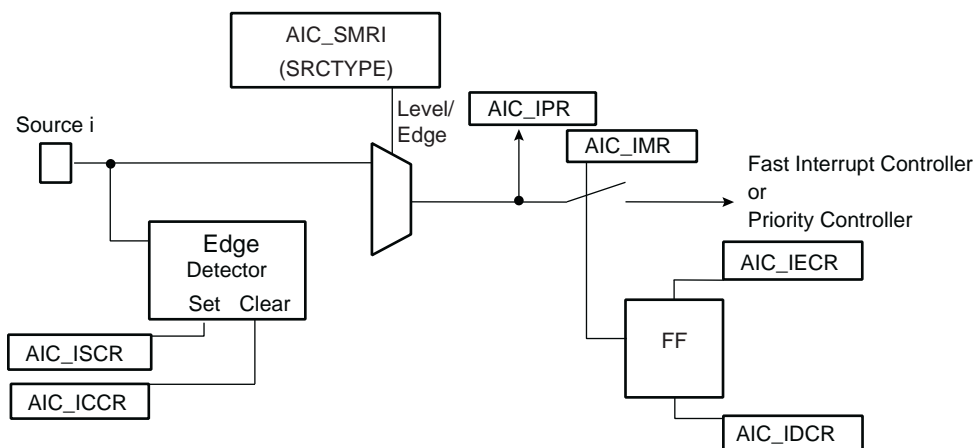 AIC_SMRI
(SRCTYPE)
Level/
Edge
Source i
AIC_IPR
AIC_IMR
Fast Interrupt Controller
or
Priority Controller
Edge
Detector
Set Clear
AIC_IECR
FF
AIC_ISCR
AIC_ICCR
AIC_IDCR